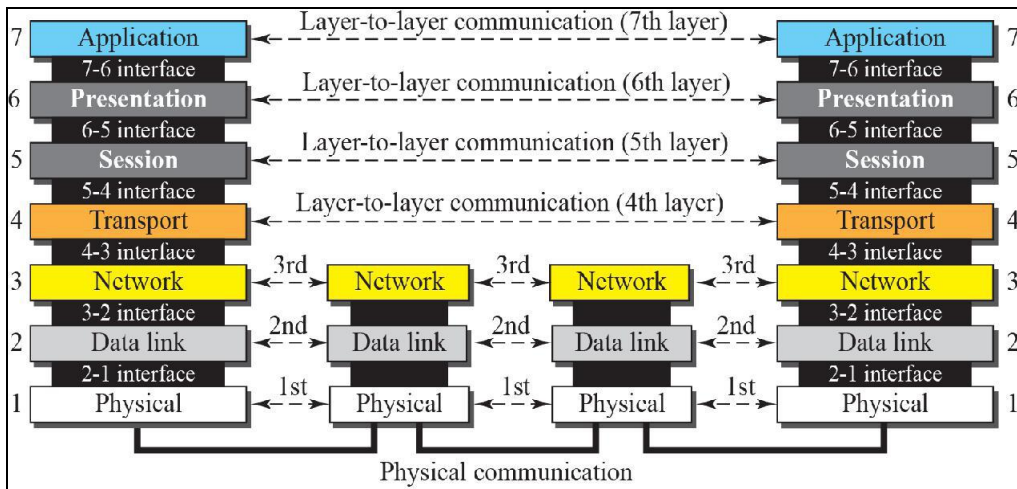 Layer-to-layer communication (7th layer)
7 Application Application 7
7-6 interface 7-6 interface
Layer-to-layer communication (6th layer)
6 Presentation Presentation 6
6-5 interface 6-5 interface
Layer-to-layer communication (5th layer)
5 Session Session 5
5-4 interface 5-4 interface
Layer-to-layer communication (4th layer)
4 Transport Transport 4
4-3 interface 4-3 interface
3rd 3rd 3rd
3 Network Network Network Network 3
3-2 interface 3-2 interface
2nd 2nd 2nd
2 Data link Data link Data link Data link 2
2-1 interface 2-1 interface
1st 1st 1st
1 Physical Physical Physical Physical 1
Physical communication